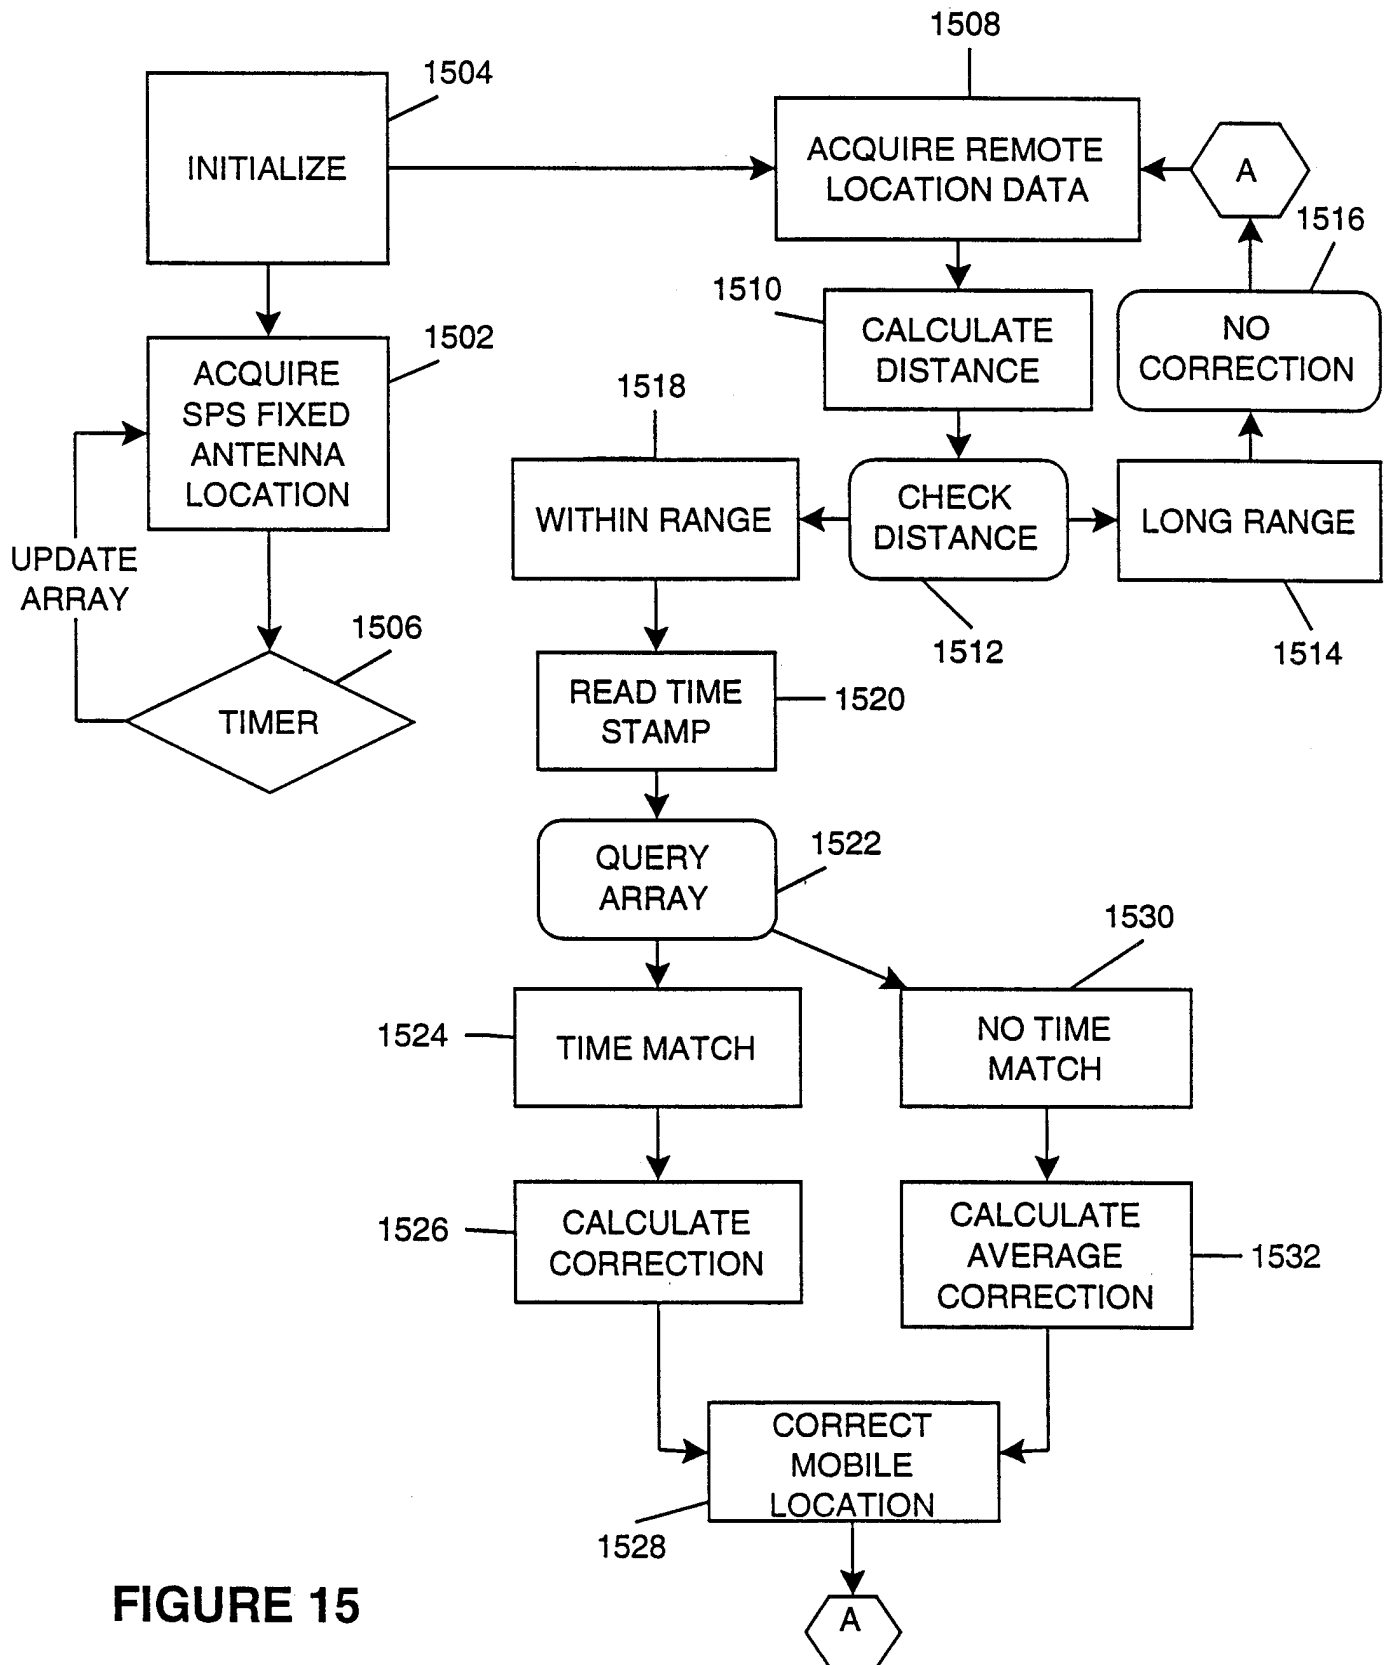 1508
1504
INITIALIZE
ACQUIRE REMOTE
LOCATION DATA
A
1516
1510
CALCULATE
DISTANCE
NO
CORRECTION
1502
ACQUIRE
SPS FIXED
ANTENNA
LOCATION
1518
WITHIN RANGE
CHECK
DISTANCE
LONG RANGE
UPDATE
ARRAY
1512
1514
1506
TIMER
READ TIME
STAMP
1520
QUERY
ARRAY
1522
1530
1524
TIME MATCH
NO TIME
MATCH
1526
CALCULATE
CORRECTION
CALCULATE
AVERAGE
CORRECTION
1532
CORRECT
MOBILE
LOCATION
1528
A
FIGURE 15